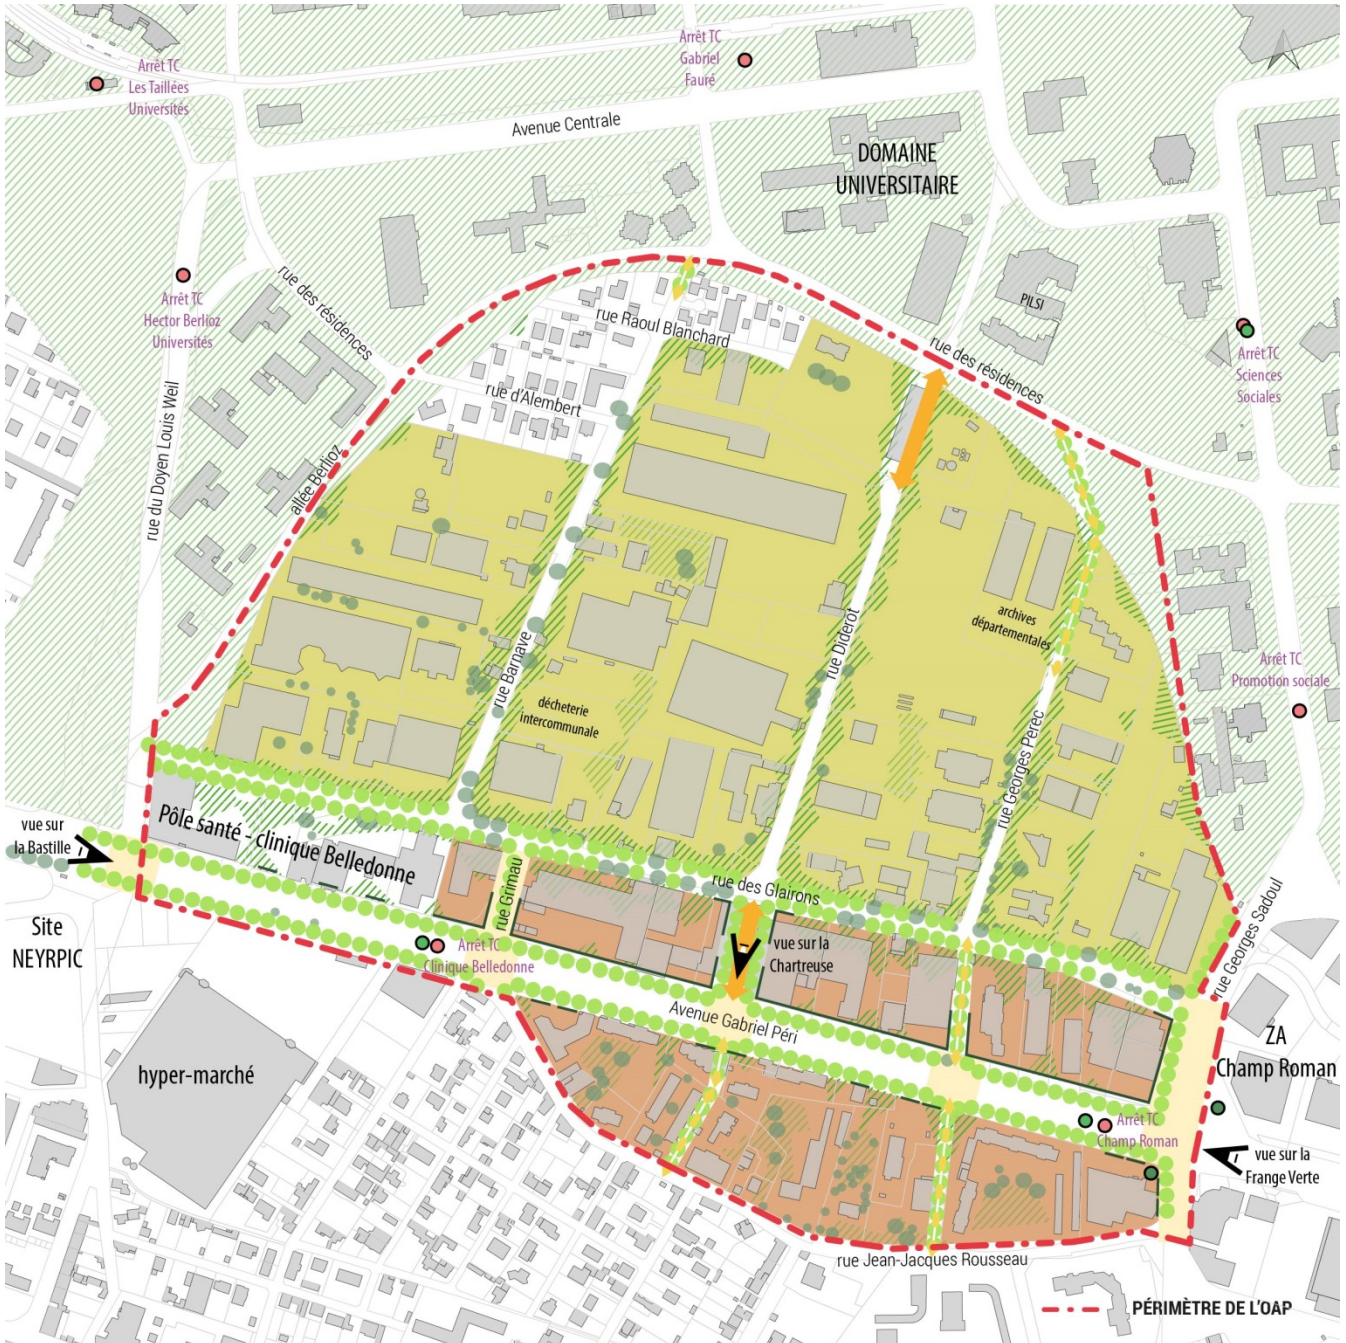 Arrêt TC
Les Taillées
Universités
Arrêt TC
Gabriel
Fauré
Avenue Centrale
DOMAINE
UNIVERSITAIRE
Arrêt TC
Hector Berlioz
Universités
rue des résidences
rue du Doyen Louis Weil
allée Berlioz
rue Raoul Blanchard
rue d'Alembert
PILSI
rue des résidences
Arrêt TC
Sciences
Sociales
archives
départementales
rue Diderot
rue Barnave
rue Georges Perec
décheterie
intercommunale
Arrêt TC
Promotion sociale
vue sur
la Bastille
Pôle santé - clinique Belledonne
rue des Glairons
rue Grimau
vue sur la
Chartreuse
rue Georges Sadoul
Site
NEYRPIC
Arrêt TC
Clinique Belledonne
Avenue Gabriel Péri
hyper-marché
ZA
Champ Roman
Arrêt TC
Champ Roman
vue sur la
Frange Verte
rue Jean-Jacques Rousseau
PÉRIMÈTRE DE L'OAP